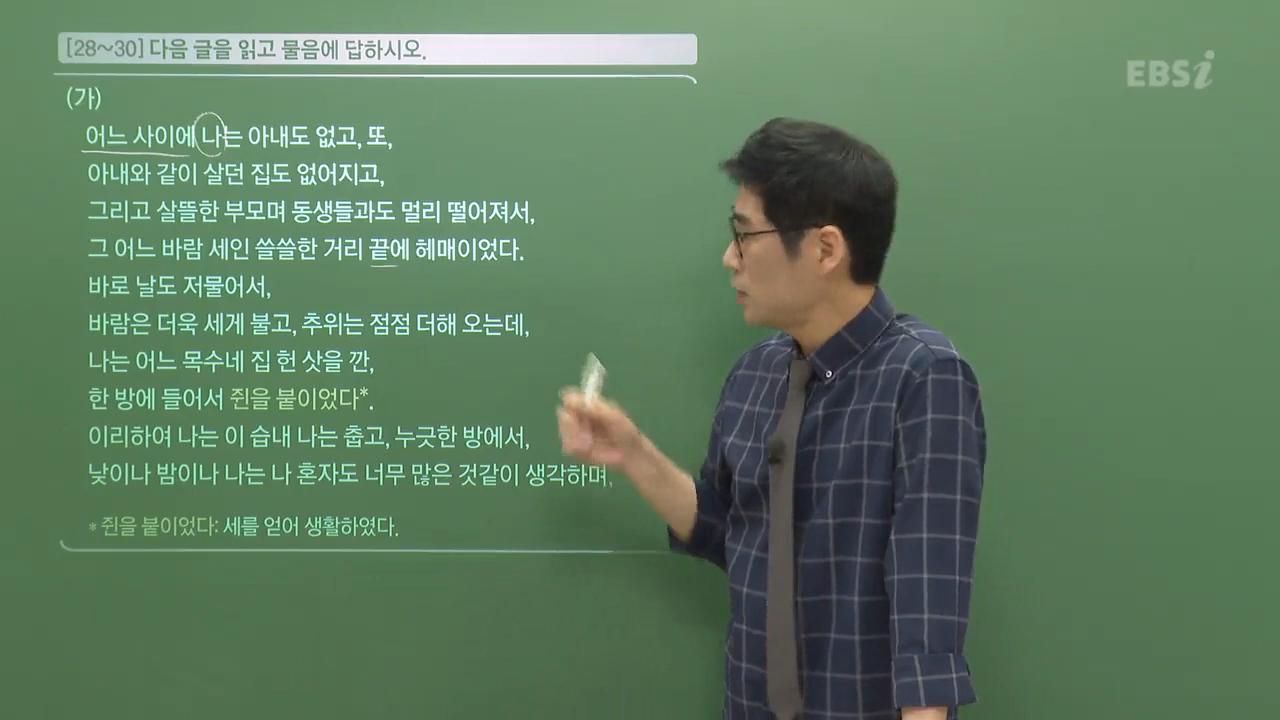 [28~30] 다음 글을 읽고 물음에 답하시오.
EBSi
(가)
어느 사이에 나는 아내도 없고, 또,
아내와 같이 살던 집도 없어지고,
그리고 살뜰한 부모며 동생들과도 멀리 떨어져서,
그 어느 바람 세인 쓸쓸한 거리 끝에 헤매이었다.
바로 날도 저물어서,
바람은 더욱 세게 불고, 추위는 점점 더해 오는데,
나는 어느 목수네 집 헌 삿을 깐,
한 방에 들어서 쥔을 붙이었다*.
이리하여 나는 이 습내 나는 춥고, 누긋한 방에서,
낮이나 밤이나 나는 나 혼자도 너무 많은 것같이 생각하며,
* 쥔을 붙이었다: 세를 얻어 생활하였다.